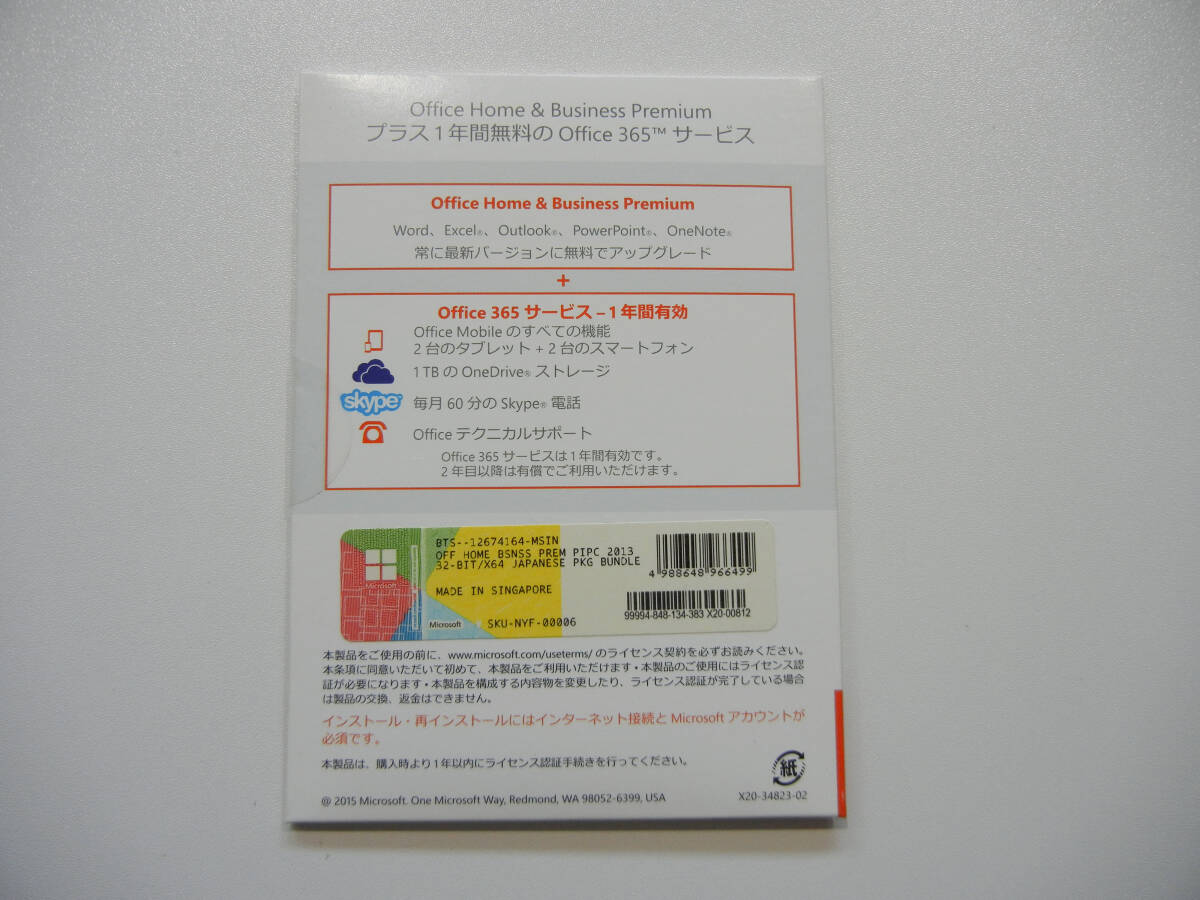 Office Home & Business Premium
プラス1年間無料の Office 365™ サービス
Office Home & Business Premium
Word、Excel®、Outlook®、PowerPoint®、OneNote®
常に最新バージョンに無料でアップグレード
+
Office 365 サービス – 1年間有効
Office Mobile のすべての機能
2台のタブレット + 2台のスマートフォン
1 TB の OneDrive® ストレージ
skype
毎月 60 分の Skype® 電話
Office テクニカルサポート
Office 365 サービスは1年間有効です。
2年目以降は有償でご利用いただけます。
BTS--12674164-MSIN
OFF HOME BSNSS PREM PIPC 2013
32-BIT/X64 JAPANESE PKG BUNDLE
4 988648 966499
Microsoft
MADE IN SINGAPORE
99994-848-134-383 X20-00812
Microsoft
SKU-NYF-00006
本製品をご使用の前に、www.microsoft.com/useterms/ のライセンス契約を必ずお読みください。
本条項に同意いただいて初めて、本製品をご利用いただけます・本製品のご使用にはライセンス認
証が必要になります・本製品を構成する内容物を変更したり、ライセンス認証が完了している場合
は製品の交換、返金はできません。
インストール・再インストールにはインターネット接続と Microsoft アカウントが
必須です。
本製品は、購入時より1年以内にライセンス認証手続きを行ってください。
紙
@ 2015 Microsoft. One Microsoft Way, Redmond, WA 98052-6399, USA
X20-34823-02